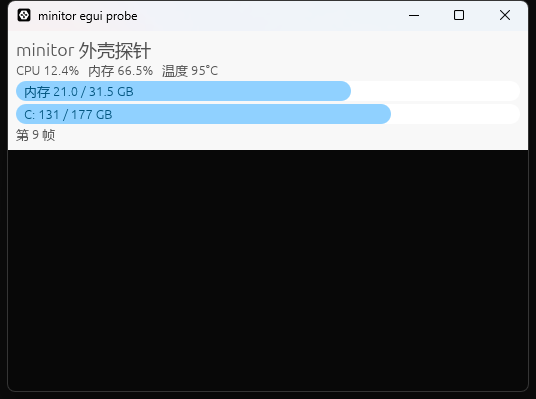 minitor egui probe
minitor 外壳探针
CPU 12.4% 内存 66.5% 温度 95°C
内存 21.0 / 31.5 GB
C: 131 / 177 GB
第 9 帧